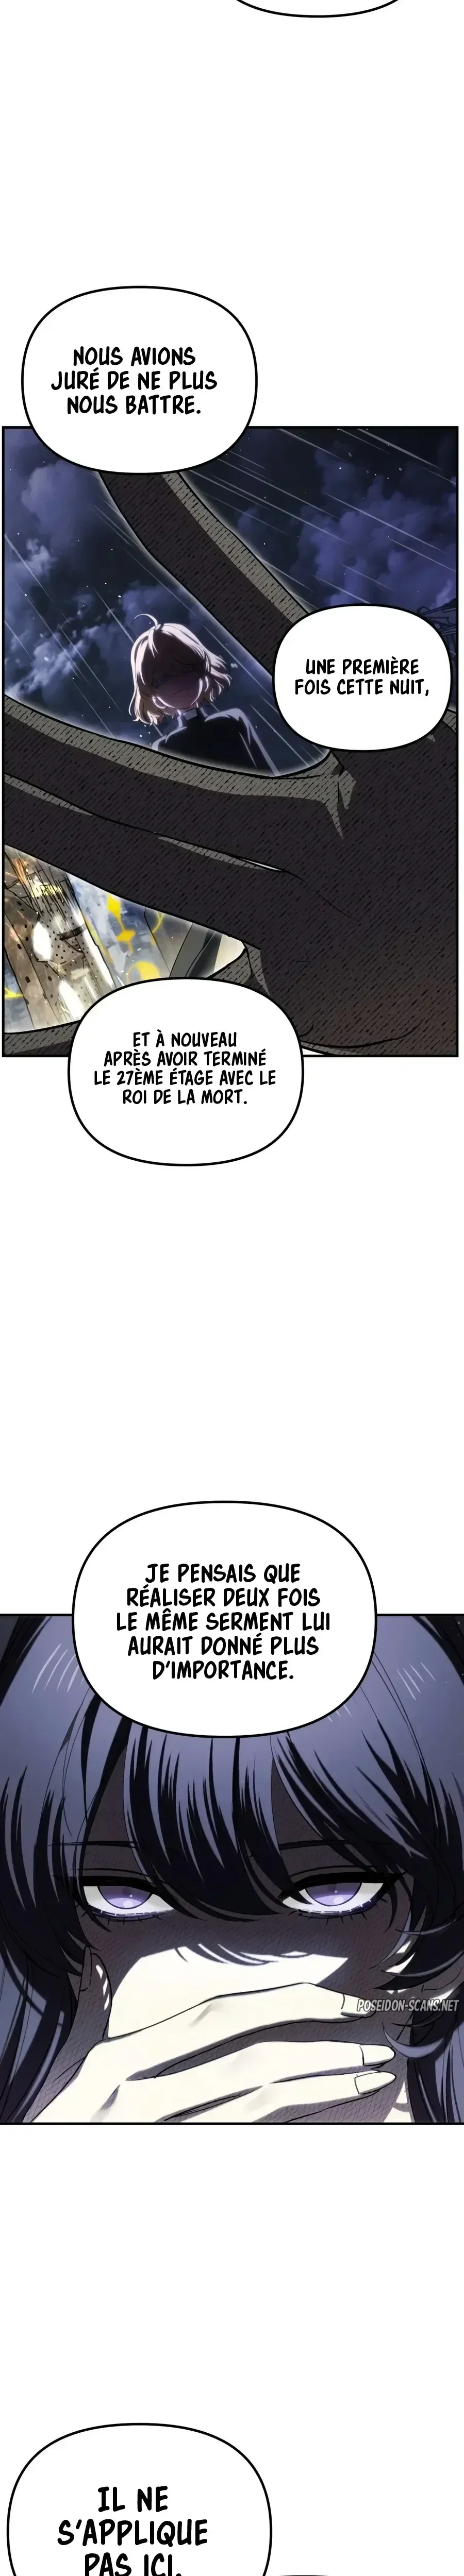 NOUS AVIONS
JURÉ DE NE PLUS
NOUS BATTRE.
UNE PREMIÈRE
FOIS CETTE NUIT,
ET À NOUVEAU
APRÈS AVOIR TERMINÉ
LE 27ÈME ÉTAGE AVEC LE
ROI DE LA MORT.
JE PENSAIS QUE
RÉALISER DEUX FOIS
LE MÊME SERMENT LUI
AURAIT DONNÉ PLUS
D'IMPORTANCE.
POSEIDON-SCANS.NET
IL NE
S'APPLIQUE
PAS ICI.